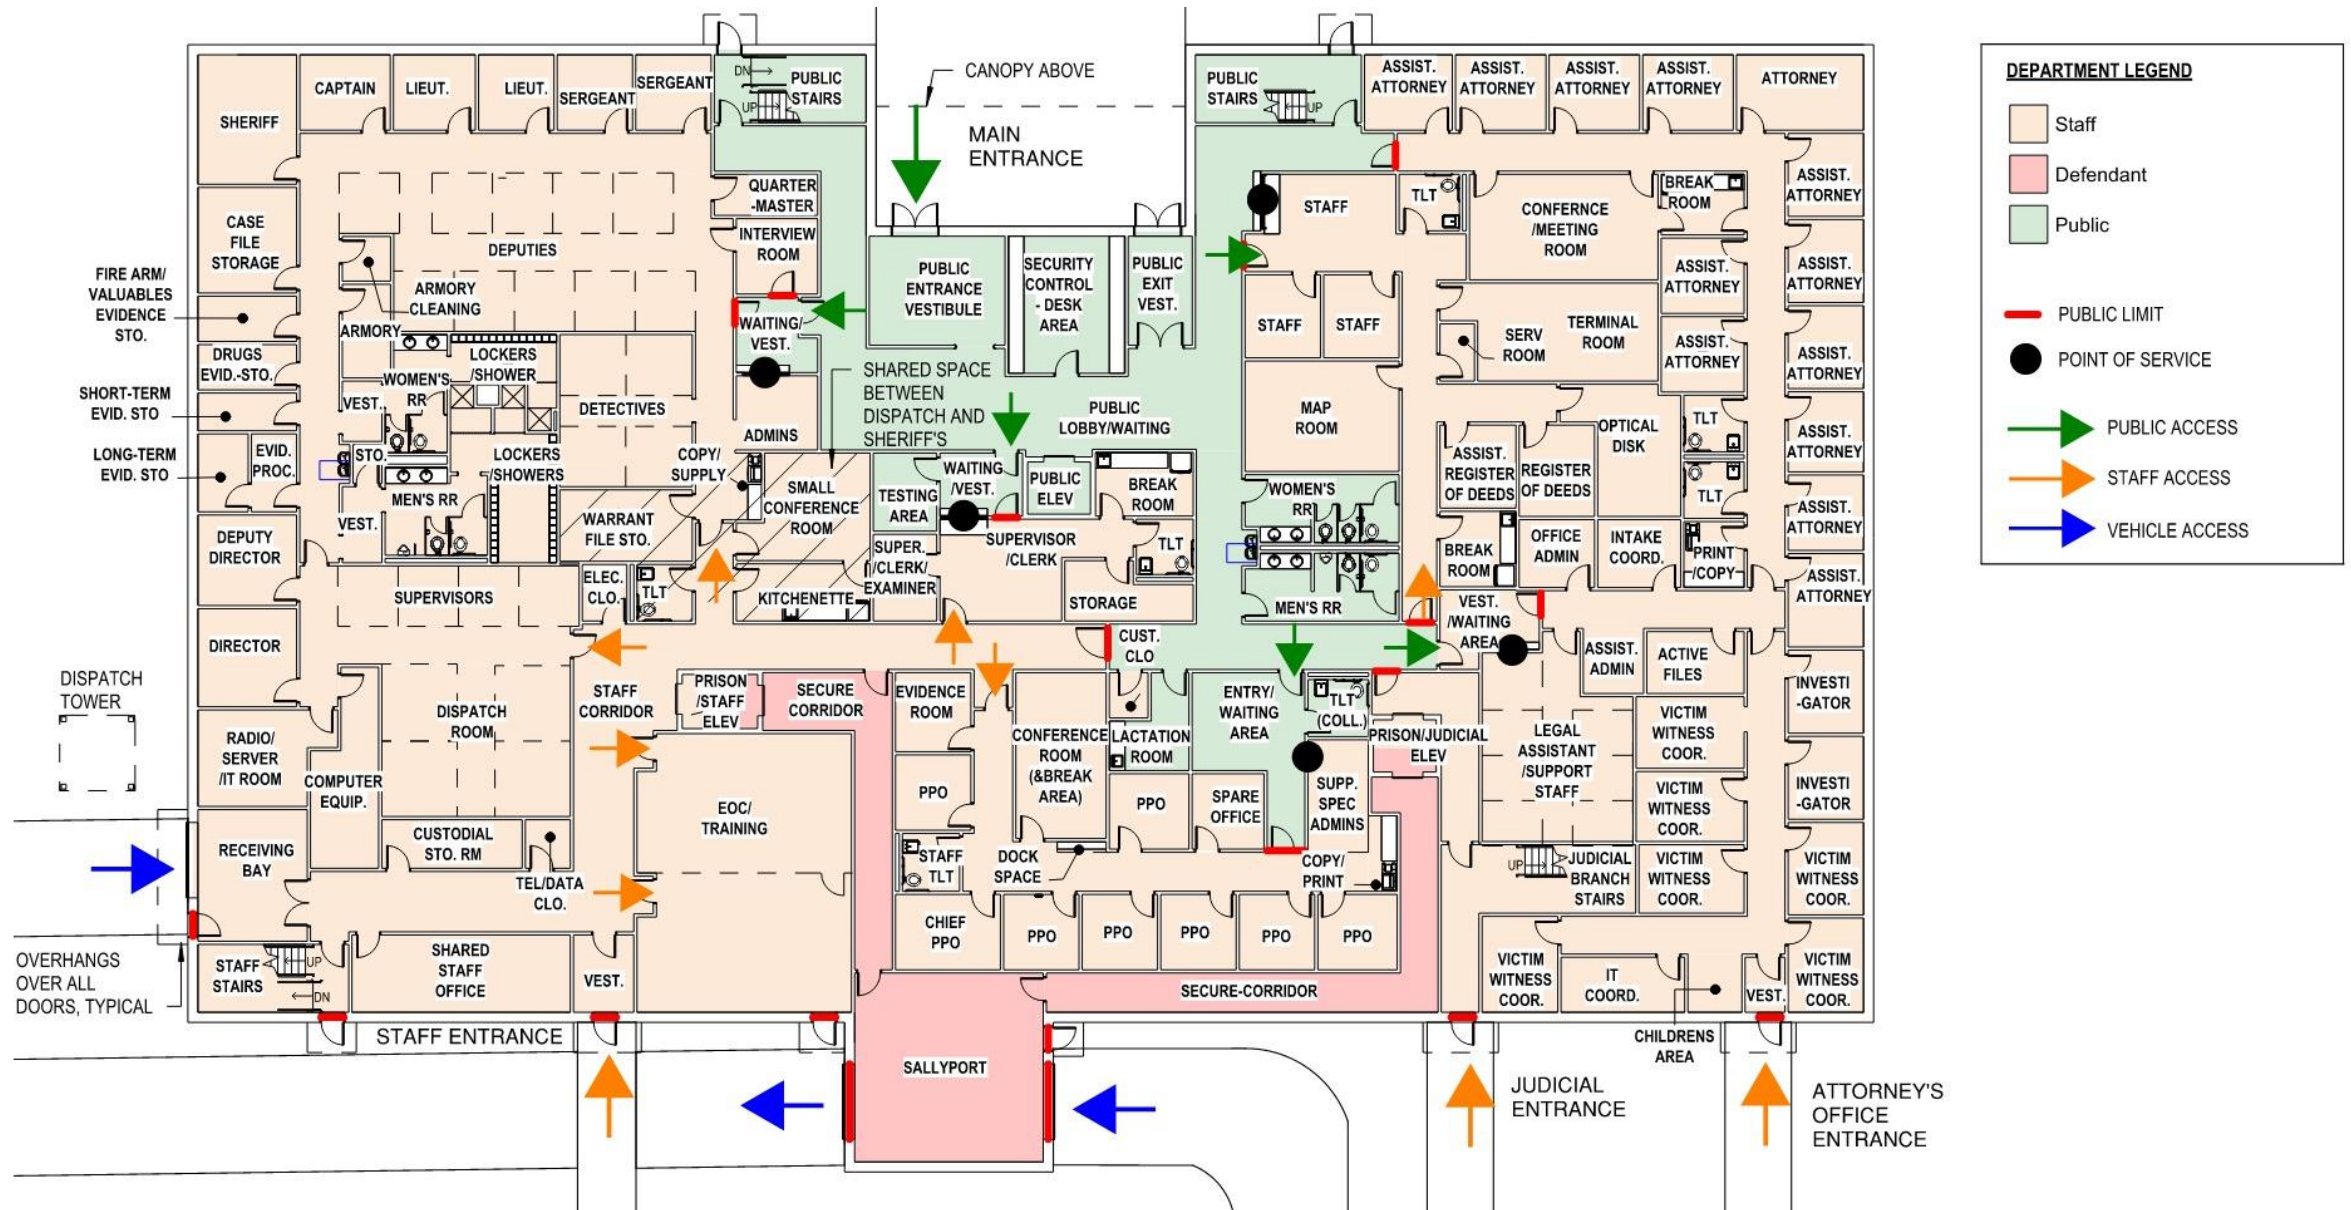 CANOPY ABOVE
MAIN
ENTRANCE
CAPTAIN
LIEUT.
LIEUT.
SERGEANT
SERGEANT
DN
UP
PUBLIC
STAIRS
PUBLIC
STAIRS
UP
ASSIST.
ATTORNEY
ASSIST.
ATTORNEY
ASSIST.
ATTORNEY
ASSIST.
ATTORNEY
ATTORNEY
SHERIFF
CASE
FILE
STORAGE
DEPUTIES
QUARTER
-MASTER
INTERVIEW
ROOM
STAFF
TLT
CONFERNCE
/MEETING
ROOM
BREAK
ROOM
ASSIST.
ATTORNEY
ASSIST.
ATTORNEY
ASSIST.
ATTORNEY
ASSIST.
ATTORNEY
ASSIST.
ATTORNEY
ASSIST.
ATTORNEY
ASSIST.
ATTORNEY
ASSIST.
ATTORNEY
FIRE ARM/
VALUABLES
EVIDENCE
STO.
ARMORY
CLEANING
ARMORY
PUBLIC
ENTRANCE
VESTIBULE
SECURITY
CONTROL
- DESK
AREA
PUBLIC
EXIT
VEST.
WAITING/
VEST.
STAFF
STAFF
SERV
ROOM
TERMINAL
ROOM
DRUGS
EVID.-STO.
SHORT-TERM
EVID. STO
LONG-TERM
EVID. STO
EVID.
PROC.
LOCKERS
/SHOWER
WOMEN'S
RR
VEST.
DETECTIVES
STO.
LOCKERS
/SHOWERS
MEN'S RR
VEST.
SHARED SPACE
BETWEEN
DISPATCH AND
SHERIFF'S
PUBLIC
LOBBY/WAITING
ADMINS
COPY/
SUPPLY
SMALL
CONFERENCE
ROOM
WARRANT
FILE STO.
TESTING
AREA
WAITING
/VEST.
PUBLIC
ELEV
BREAK
ROOM
MAP
ROOM
WOMEN'S
RR
OPTICAL
DISK
TLT
TLT
ASSIST.
REGISTER
OF DEEDS
REGISTER
OF DEEDS
DEPUTY
DIRECTOR
SUPERVISORS
ELEC.
CLO.
TLT
KITCHENETTE
SUPER.
/CLERK/
EXAMINER
SUPERVISOR
/CLERK
TLT
STORAGE
MEN'S RR
BREAK
ROOM
OFFICE
ADMIN
INTAKE
COORD.
PRINT
/COPY
VEST.
/WAITING
AREA
CUST.
CLO
ASSIST.
ADMIN
ACTIVE
FILES
DIRECTOR
DISPATCH
TOWER
RADIO/
SERVER
/IT ROOM
COMPUTER
EQUIP.
DISPATCH
ROOM
STAFF
CORRIDOR
PRISON
/STAFF
ELEV
SECURE
CORRIDOR
EVIDENCE
ROOM
CONFERENCE
ROOM
(&BREAK
AREA)
LACTATION
ROOM
ENTRY/
WAITING
AREA
TLT
(COLL.)
PRISON/JUDICIAL
ELEV
LEGAL
ASSISTANT
/SUPPORT
STAFF
VICTIM
WITNESS
COOR.
VICTIM
WITNESS
COOR.
INVESTI
-GATOR
INVESTI
-GATOR
EOC/
TRAINING
PPO
PPO
SPARE
OFFICE
SUPP.
SPEC
ADMINS
RECEIVING
BAY
CUSTODIAL
STO. RM
TEL/DATA
CLO.
STAFF
TLT
DOCK
SPACE
COPY/
PRINT
UP
JUDICIAL
BRANCH
STAIRS
VICTIM
WITNESS
COOR.
VICTIM
WITNESS
COOR.
CHIEF
PPO
PPO
PPO
PPO
PPO
PPO
OVERHANGS
OVER ALL
DOORS, TYPICAL
STAFF
STAIRS
UP
DN
SHARED
STAFF
OFFICE
VEST.
SECURE-CORRIDOR
VICTIM
WITNESS
COOR.
IT
COORD.
VEST.
VICTIM
WITNESS
COOR.
STAFF ENTRANCE
SALLYPORT
CHILDRENS
AREA
JUDICIAL
ENTRANCE
ATTORNEY'S
OFFICE
ENTRANCE
DEPARTMENT LEGEND
Staff
Defendant
Public
PUBLIC LIMIT
POINT OF SERVICE
PUBLIC ACCESS
STAFF ACCESS
VEHICLE ACCESS